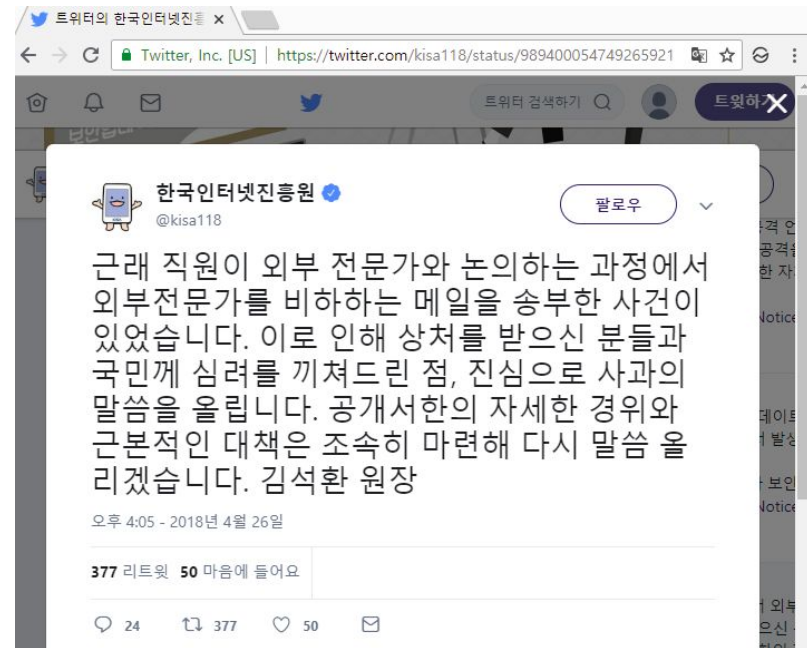 트위터의 한국인터넷진흥
Twitter, Inc. [US] | https://twitter.com/kisa118/status/989400054749265921
트위터 검색하기
트윗하기
한국인터넷진흥원
@kisa118
팔로우
근래 직원이 외부 전문가와 논의하는 과정에서
외부전문가를 비하하는 메일을 송부한 사건이
있었습니다. 이로 인해 상처를 받으신 분들과
국민께 심려를 끼쳐드린 점, 진심으로 사과의
말씀을 올립니다. 공개서한의 자세한 경위와
근본적인 대책은 조속히 마련해 다시 말씀 올
리겠습니다. 김석환 원장
오후 4:05 - 2018년 4월 26일
377 리트윗 50 마음에 들어요
24 377 50
Notice
보인
Notice